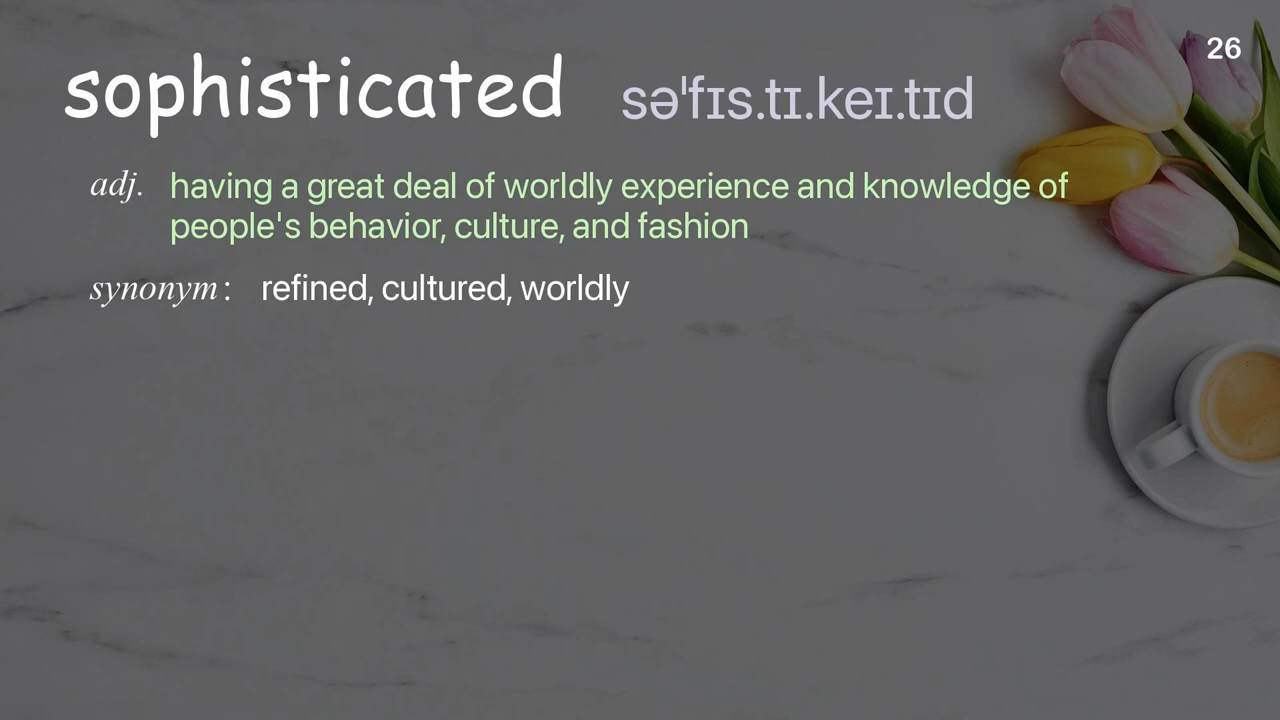 26
sophisticated səˈfɪs.tɪ.keɪ.tɪd
adj. having a great deal of worldly experience and knowledge of
people's behavior, culture, and fashion
synonym : refined, cultured, worldly